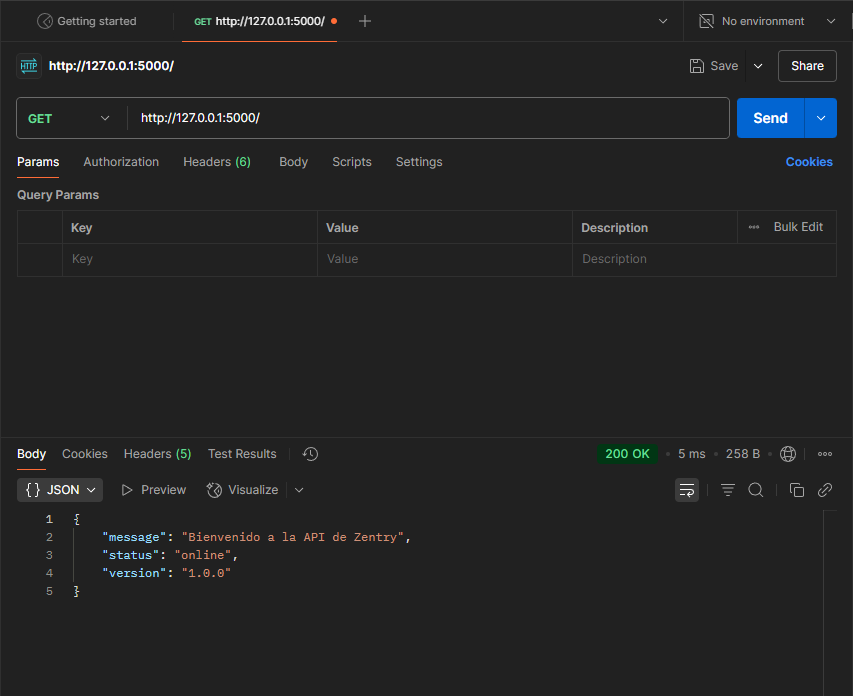 Getting started GET http://127.0.0.1:5000/ No environment
HTTP http://127.0.0.1:5000/ Save Share
GET http://127.0.0.1:5000/ Send
Params Authorization Headers (6) Body Scripts Settings Cookies
Query Params
Key Value Description Bulk Edit
Key Value Description
Body Cookies Headers (5) Test Results 200 OK 5 ms 258 B
{} JSON Preview Visualize
1 {
2 "message": "Bienvenido a la API de Zentry",
3 "status": "online",
4 "version": "1.0.0"
5 }